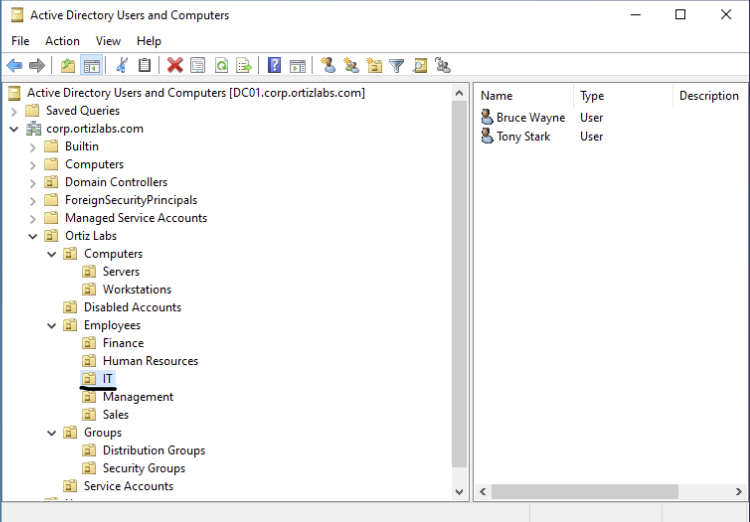 Active Directory Users and Computers
File Action View Help
Active Directory Users and Computers [DC01.corp.ortizlabs.com]
Saved Queries
corp.ortizlabs.com
Builtin
Computers
Domain Controllers
ForeignSecurityPrincipals
Managed Service Accounts
Ortiz Labs
Computers
Servers
Workstations
Disabled Accounts
Employees
Finance
Human Resources
IT
Management
Sales
Groups
Distribution Groups
Security Groups
Service Accounts
Name Type Description
Bruce Wayne User
Tony Stark User